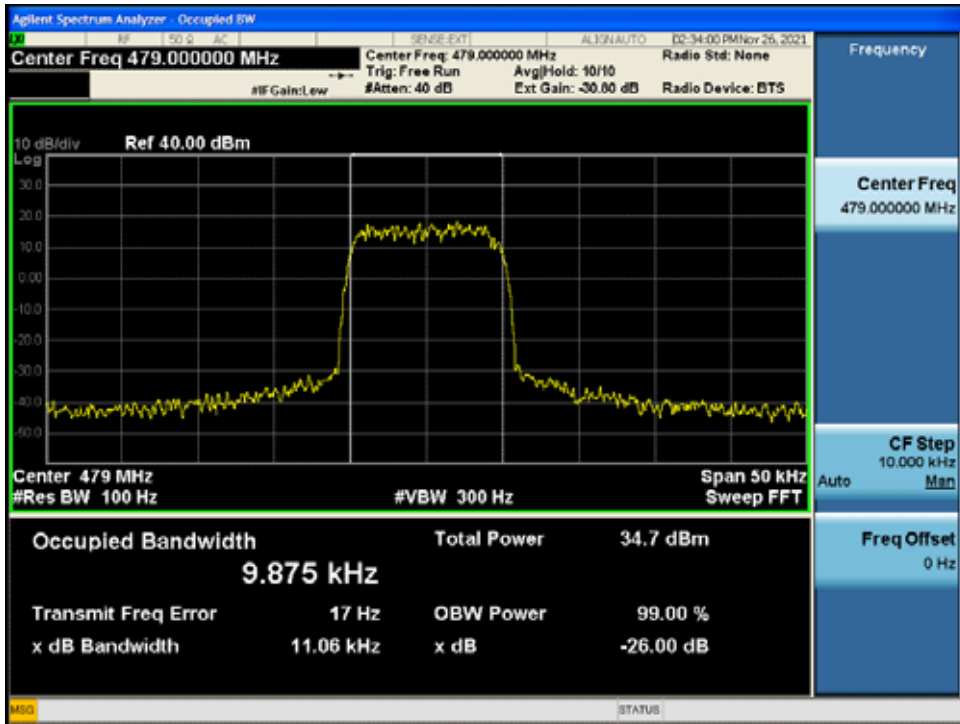 Agilent Spectrum Analyzer - Occupied BW
RF 50 Ω AC SENSE:EXT ALIGN AUTO 02:34:00 PM Nov 26, 2021
Center Freq 479.000000 MHz
Center Freq: 479.000000 MHz
Radio Std: None
Trig: Free Run Avg|Hold: 10/10
#IFGain:Low
#Atten: 40 dB Ext Gain: -30.80 dB Radio Device: BTS
Frequency
10 dB/div Ref 40.00 dBm
Log
30.0
20.0
10.0
0.00
-10.0
-20.0
-30.0
-40.0
-50.0
Center 479 MHz Span 50 kHz
#Res BW 100 Hz #VBW 300 Hz Sweep FFT
Center Freq
479.000000 MHz
CF Step
10.000 kHz
Auto Man
Freq Offset
0 Hz
Occupied Bandwidth Total Power 34.7 dBm
9.875 kHz
Transmit Freq Error 17 Hz OBW Power 99.00 %
x dB Bandwidth 11.06 kHz x dB -26.00 dB
MSG STATUS